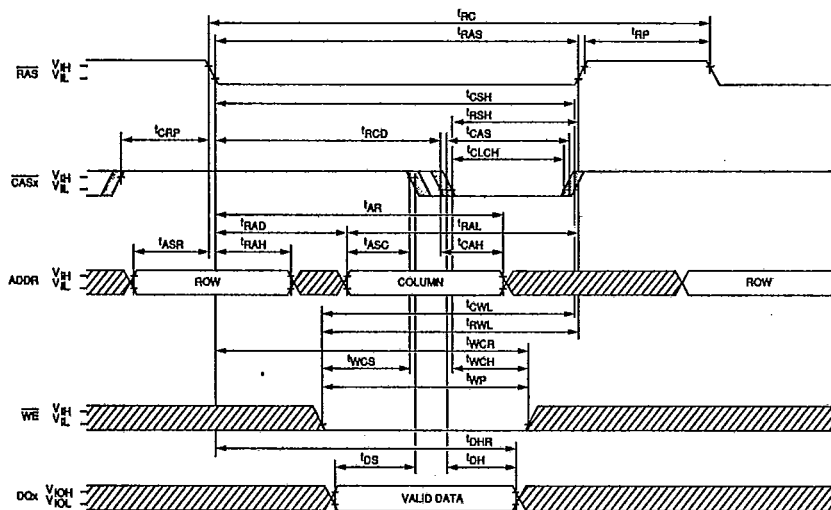 tRC
tRAS
tRP
RAS VIH
VIL
tCSH
tRSH
tCRP
tRCD
tCAS
tCLCH
CASx VIH
VIL
tAR
tRAD
tRAL
tASR
tRAH
tASC
tCAH
ADDR VIH
VIL
ROW
COLUMN
ROW
tCWL
tRWL
tWCR
tWCS
tWCH
tWP
WE VIH
VIL
tDHR
tDS
tDH
DQx VIOH
VIOL
VALID DATA